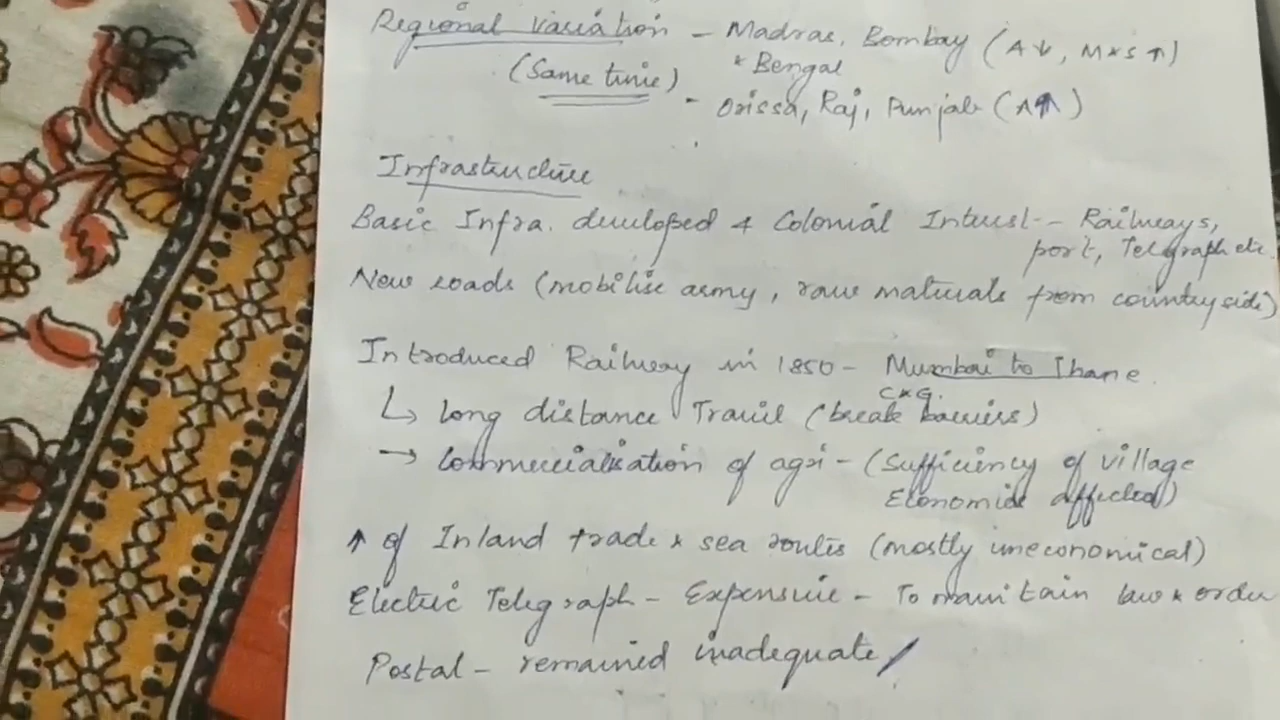 Regional variation - Madras, Bombay (A↓, M & S ↑)
(Same time) & Bengal
- Orissa, Raj, Punjab (A↑)
Infrastructure
Basic Infra. developed 4 Colonial Interest -- Railways,
port, Telegraph etc.
New roads (mobilise army, raw materials from countryside)
Introduced Railway in 1850 - Mumbai to Thane
C & G.
↳ long distance Travel (break barriers)
→ Commercialisation of agri - (Sufficiency of village
Economies affected)
↑ of Inland trade & sea routes (mostly uneconomical)
Electric Telegraph - Expensive - To maintain law & order
Postal - remained inadequate/